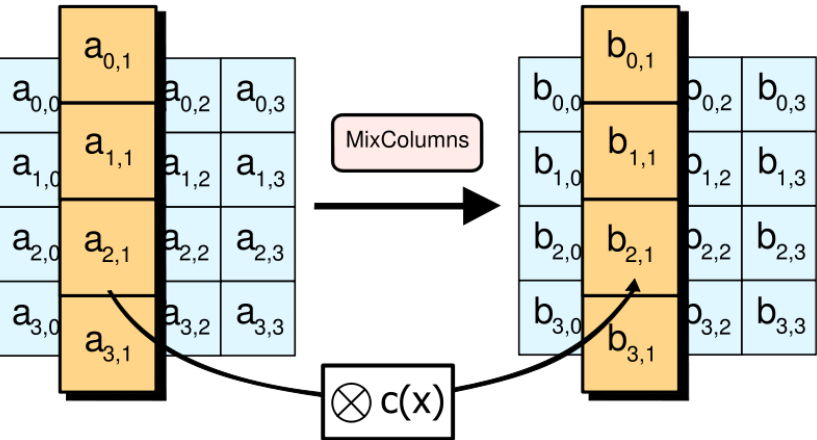 a0,1 b0,1
a0,0 a0,2 a0,3 b0,0 b0,2 b0,3
a1,1 MixColumns b1,1
a1,0 a1,2 a1,3 b1,0 b1,2 b1,3
a2,0 a2,1 a2,2 a2,3 b2,0 b2,1 b2,2 b2,3
a3,0 a3,2 a3,3 b3,0 b3,2 b3,3
a3,1 b3,1
⊗ c(x)